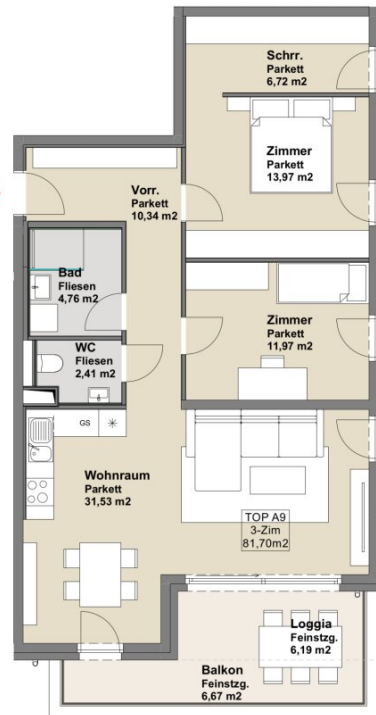 Schrr.
Parkett
6,72 m2
Zimmer
Parkett
13,97 m2
Vorr.
Parkett
10,34 m2
Bad
Fliesen
4,76 m2
Zimmer
Parkett
11,97 m2
WC
Fliesen
2,41 m2
GS
Wohnraum
Parkett
31,53 m2
TOP A9
3-Zim
81,70m2
Loggia
Feinstzg.
6,19 m2
Balkon
Feinstzg.
6,67 m2